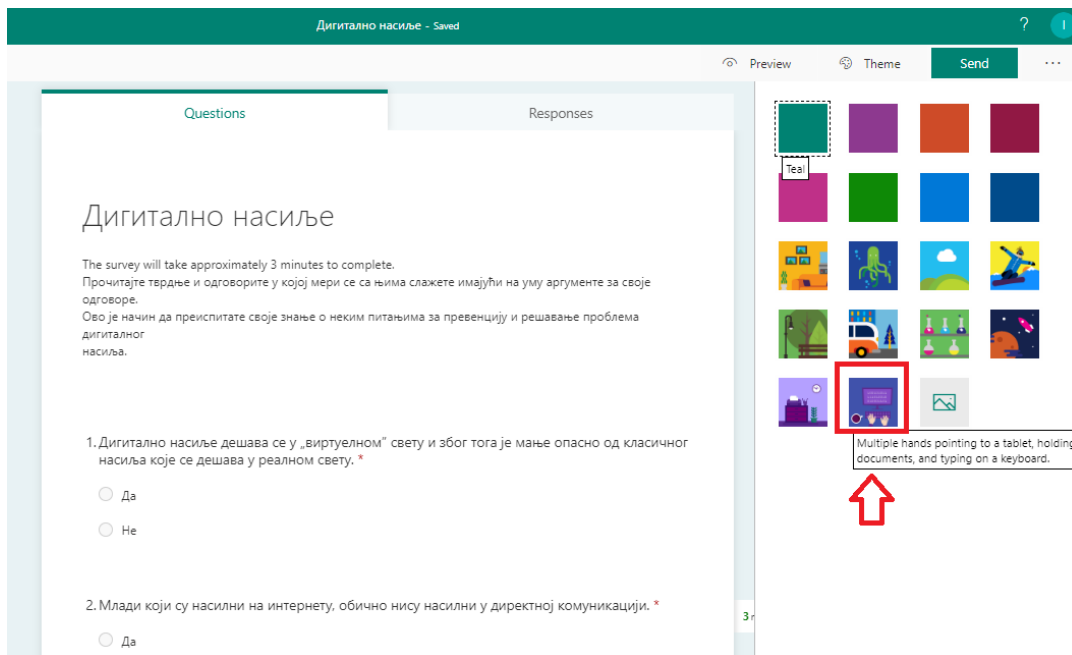 Дигитално насиље - Saved
?
I
Preview
Theme
Send
...
Questions
Responses
Teal
Дигитално насиље
The survey will take approximately 3 minutes to complete.
Прочитајте тврдње и одговорите у којој мери се са њима слажете имајући на уму аргументе за своје
одговоре.
Ово је начин да преиспитате своје знање о неким питањима за превенцију и решавање проблема
дигиталног
насиља.
Multiple hands pointing to a tablet, holding
documents, and typing on a keyboard.
1. Дигитално насиље дешава се у „виртуелном“ свету и због тога је мање опасно од класичног
насиља које се дешава у реалном свету. *
Да
Не
2. Млади који су насилни на интернету, обично нису насилни у директној комуникацији. *
3
Да